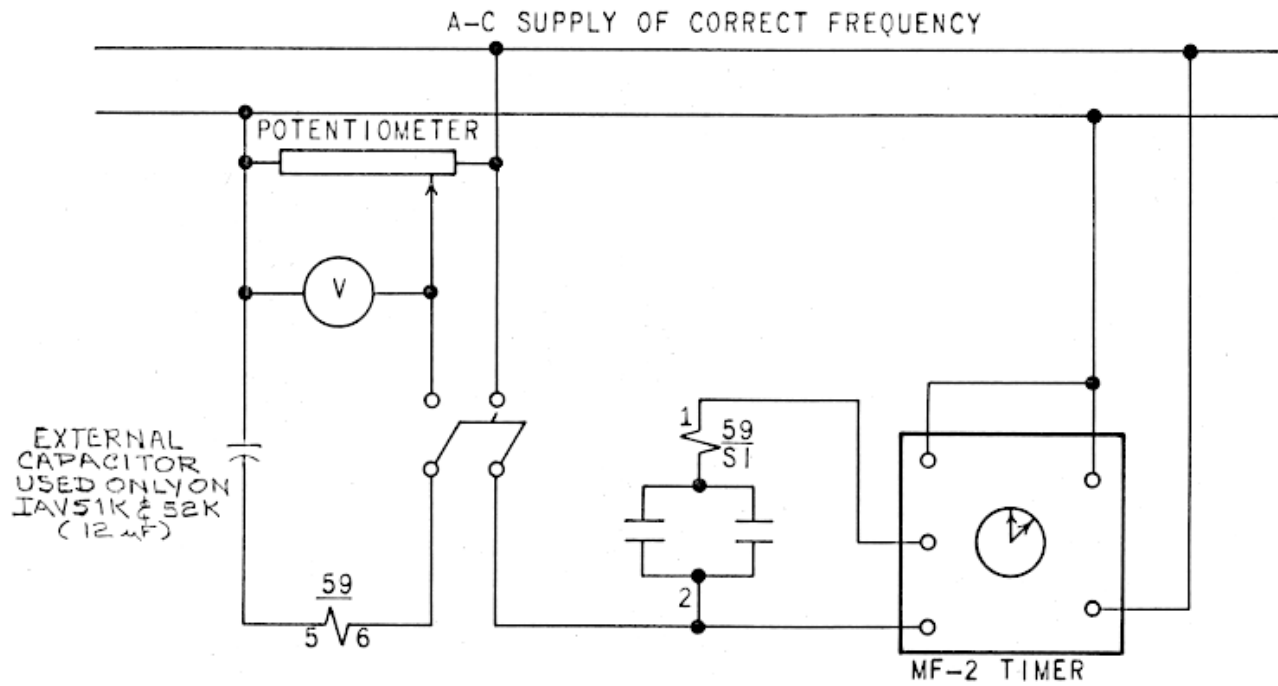 A-C SUPPLY OF CORRECT FREQUENCY
POTENTIOMETER
V
EXTERNAL
CAPACITOR
USED ONLY ON
IAV51K & 52K
(12 µF)
1
59
SI
2
59
5 6
MF-2 TIMER